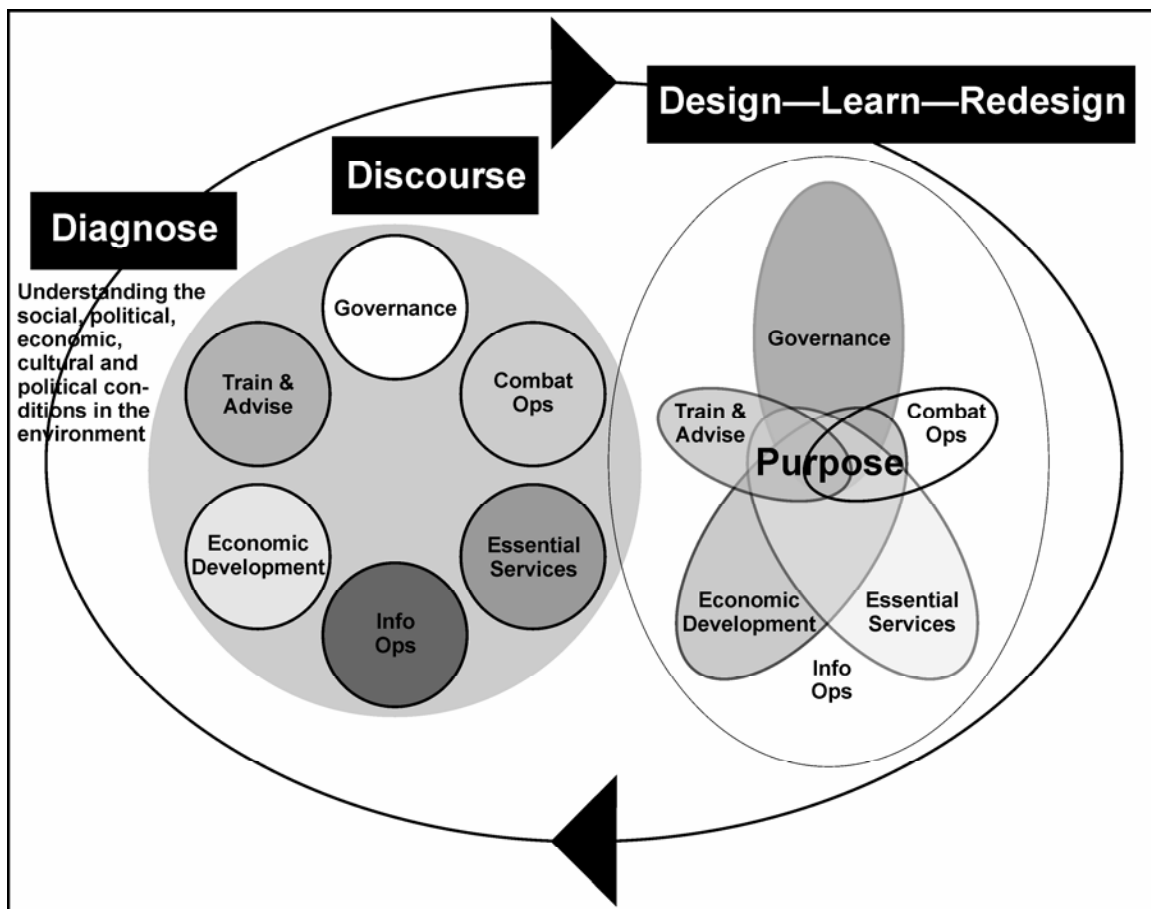 Design—Learn—Redesign
Discourse
Diagnose
Understanding the
social, political,
economic,
cultural and
political con-
ditions in the
environment
Governance
Train &
Advise
Combat
Ops
Economic
Development
Essential
Services
Info
Ops
Governance
Train &
Advise
Combat
Ops
Purpose
Economic
Development
Essential
Services
Info
Ops